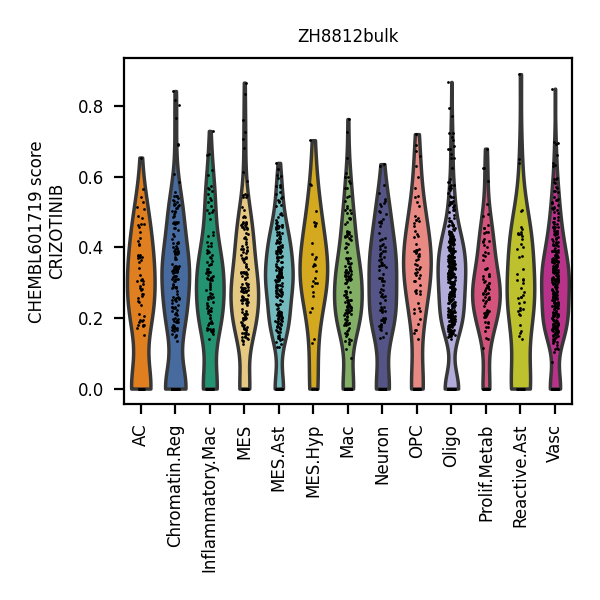 ZH8812bulk
CHEMBL601719 score
CRIZOTINIB
0.8
0.6
0.4
0.2
0.0
AC
Chromatin.Reg
Inflammatory.Mac
MES
MES.Ast
MES.Hyp
Mac
Neuron
OPC
Oligo
Prolif.Metab
Reactive.Ast
Vasc